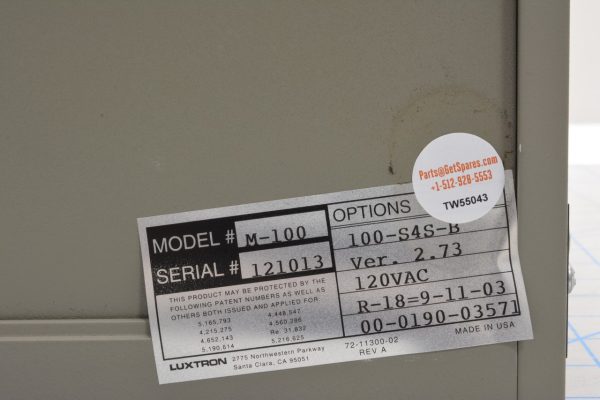 Parts@GetSpares.com
+1-512-928-5553
TW55043
MODEL # M-100
SERIAL # 121013
THIS PRODUCT MAY BE PROTECTED BY THE
FOLLOWING PATENT NUMBERS AS WELL AS
OTHERS BOTH ISSUED AND APPLIED FOR
5,165,793 4,448,547
4,215,275 4,560,286
4,652,143 Re 31,832
5,190,614 5,216,625
LUXTRON 2775 Northwestern Parkway
Santa Clara, CA 95051
OPTIONS
100-S4S-B
Ver. 2.73
120VAC
R-18=9-11-03
00-0190-03571
72-11300-02
REV A
MADE IN USA